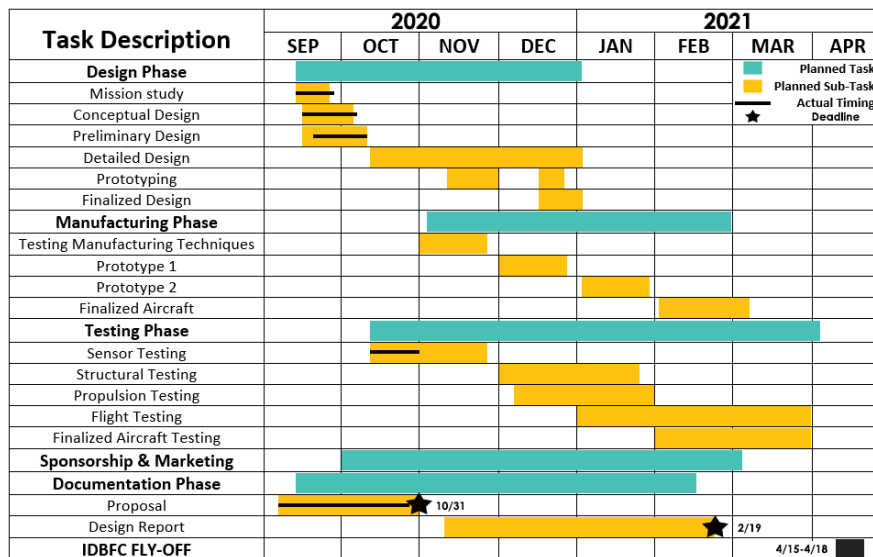 Task Description
2020 2021
SEP OCT NOV DEC JAN FEB MAR APR
Design Phase
Planned Task
Mission study
Planned Sub-Task
Conceptual Design
Actual Timing
Deadline
Preliminary Design
Detailed Design
Prototyping
Finalized Design
Manufacturing Phase
Testing Manufacturing Techniques
Prototype 1
Prototype 2
Finalized Aircraft
Testing Phase
Sensor Testing
Structural Testing
Propulsion Testing
Flight Testing
Finalized Aircraft Testing
Sponsorship & Marketing
Documentation Phase
Proposal 10/31
Design Report 2/19
IDBFC FLY-OFF 4/15-4/18